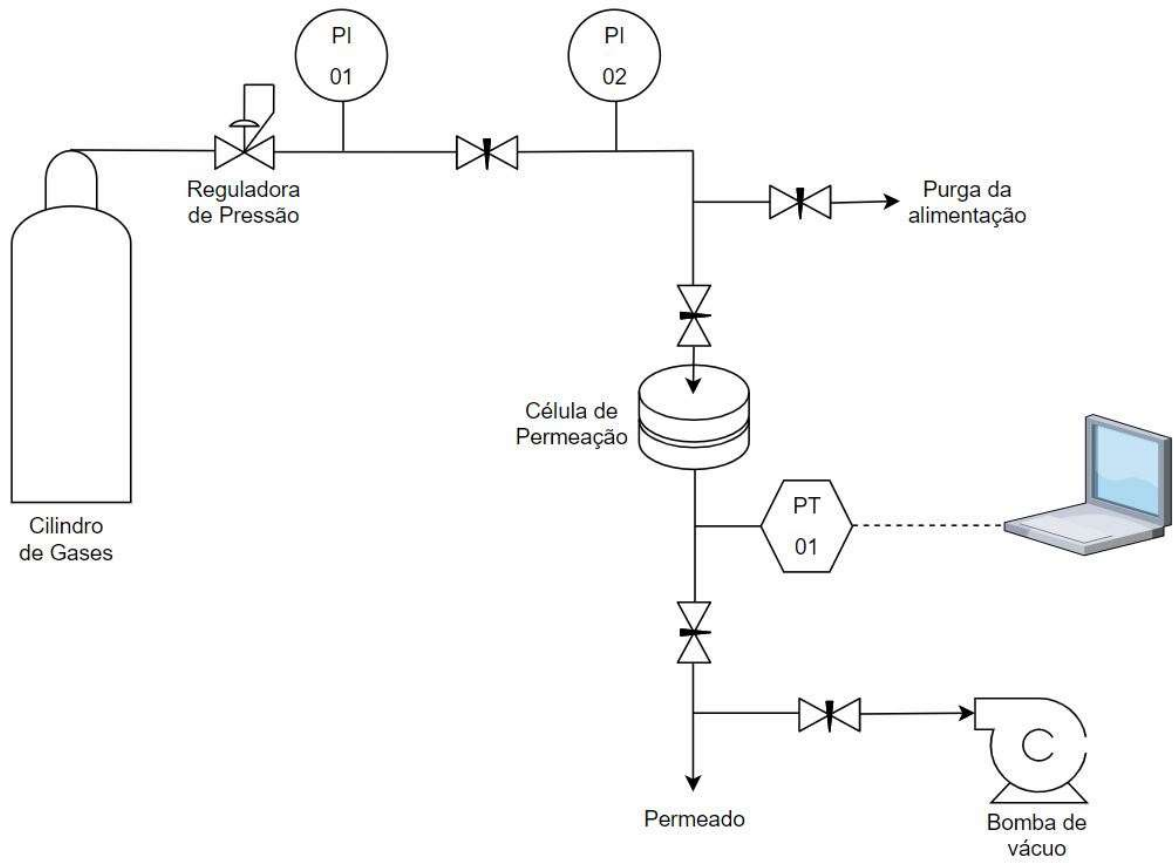 PI
01
PI
02
Reguladora
de Pressão
Purga da
alimentação
Célula de
Permeação
Cilindro
de Gases
PT
01
Permeado
Bomba de
vácuo